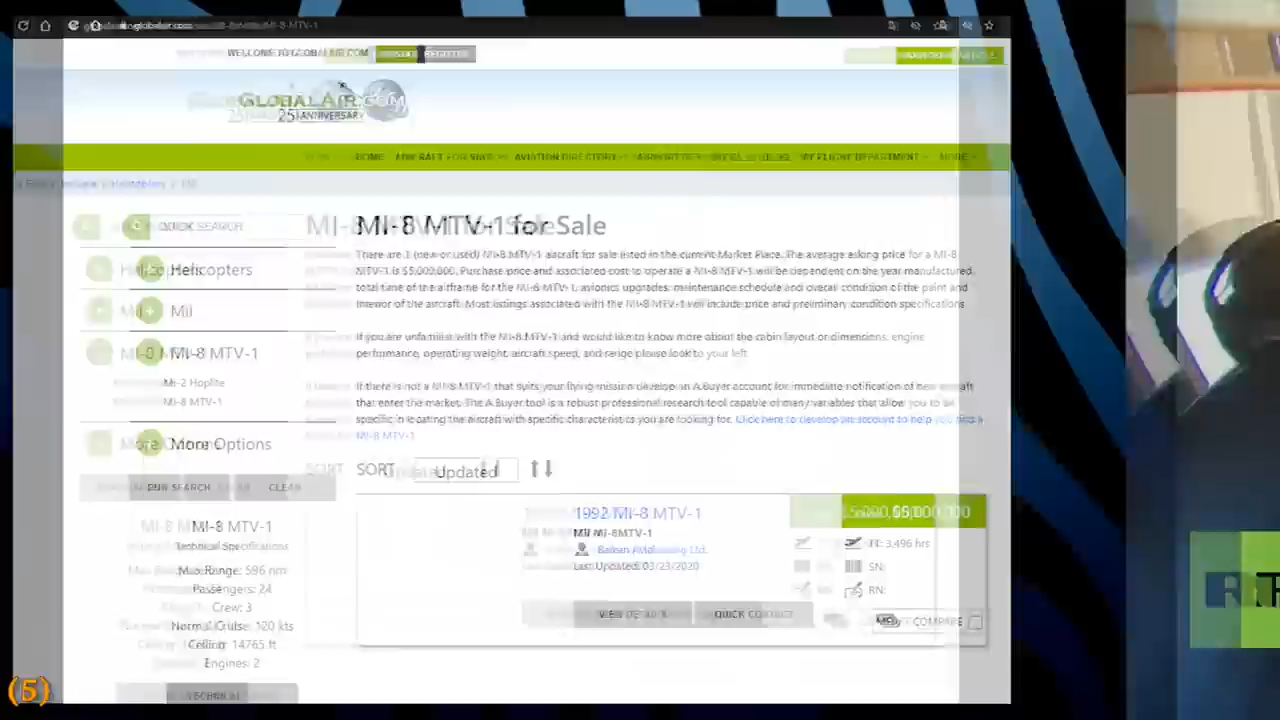 WELCOME TO GLOBALAIR.COM
GLOBALAIR.COM
25 ANNIVERSARY
HOME
AVIATION DIRECTORY
MY FLIGHT DEPARTMENT
MORE
QUICK SEARCH
Helicopters
Mil
MI-8 MTV-1
Mi-2 Hoplite
Mi-8 MTV-1
More Options
SEARCH
CLEAR
MI-8 MTV-1
Technical Specifications
Max Range: 596 nm
Passengers: 24
Crew: 3
Normal Cruise: 120 kts
Ceiling: 14765 ft
Engines: 2
TECHNICAL
MI-8 MTV-1 for Sale
There are 1 (new or used) MI-8 MTV-1 aircraft for sale listed in the current Market Place. The average asking price for a MI-8
MTV-1 is $5,000,000. Purchase price and associated cost to operate a MI-8 MTV-1 will be dependent on the year manufactured,
total time of the airframe for the MI-8 MTV-1, avionics upgrades, maintenance schedule and overall condition of the paint and
interior of the aircraft. Most listings associated with the MI-8 MTV-1 will include price and preliminary condition specifications
If you are unfamiliar with the MI-8 MTV-1 and would like to know more about the cabin layout or dimensions, engine
performance, operating weight, aircraft speed, and range please look to your left
If there is not a MI-8 MTV-1 that suits your flying mission develop an A Buyer account for immediate notification of new aircraft
that enter the market. The A Buyer tool is a robust professional research tool capable of many variables that allow you to be
specific in locating the aircraft with specific characteristics you are looking for. Click here to develop an account to help you find a
MI-8 MTV-1
SORT Updated
1992 MI-8 MTV-1
$5,000,000
Mil MI-8MTV-1
Last Updated: 03/23/2020
TT: 3,496 hrs
SN:
RN:
VIEW DETAILS
QUICK CONTACT
COMPARE
(5)